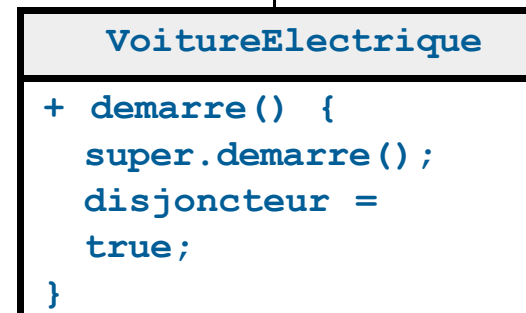 VoitureElectrique
+ demarre() {
super.demarre();
disjoncteur =
true;
}